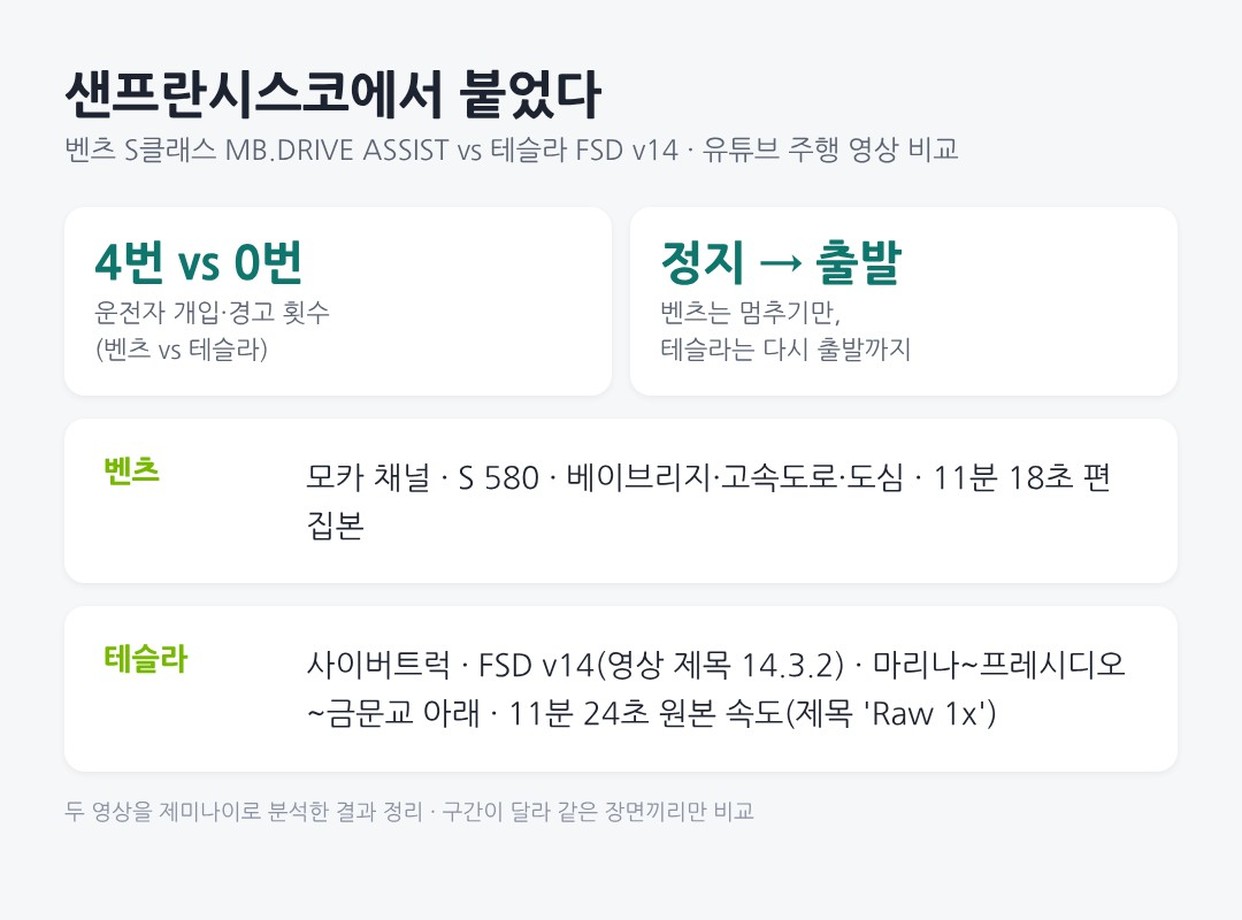 샌프란시스코에서 붙었다
벤츠 S클래스 MB.DRIVE ASSIST vs 테슬라 FSD v14 · 유튜브 주행 영상 비교
4번 vs 0번
운전자 개입·경고 횟수
(벤츠 vs 테슬라)
정지 → 출발
벤츠는 멈추기만,
테슬라는 다시 출발까지
벤츠
모카 채널 · S 580 · 베이브리지·고속도로·도심 · 11분 18초 편
집본
테슬라
사이버트럭 · FSD v14(영상 제목 14.3.2) · 마리나~프레시디오
~금문교 아래 · 11분 24초 원본 속도(제목 'Raw 1x')
두 영상을 제미나이로 분석한 결과 정리 · 구간이 달라 같은 장면끼리만 비교